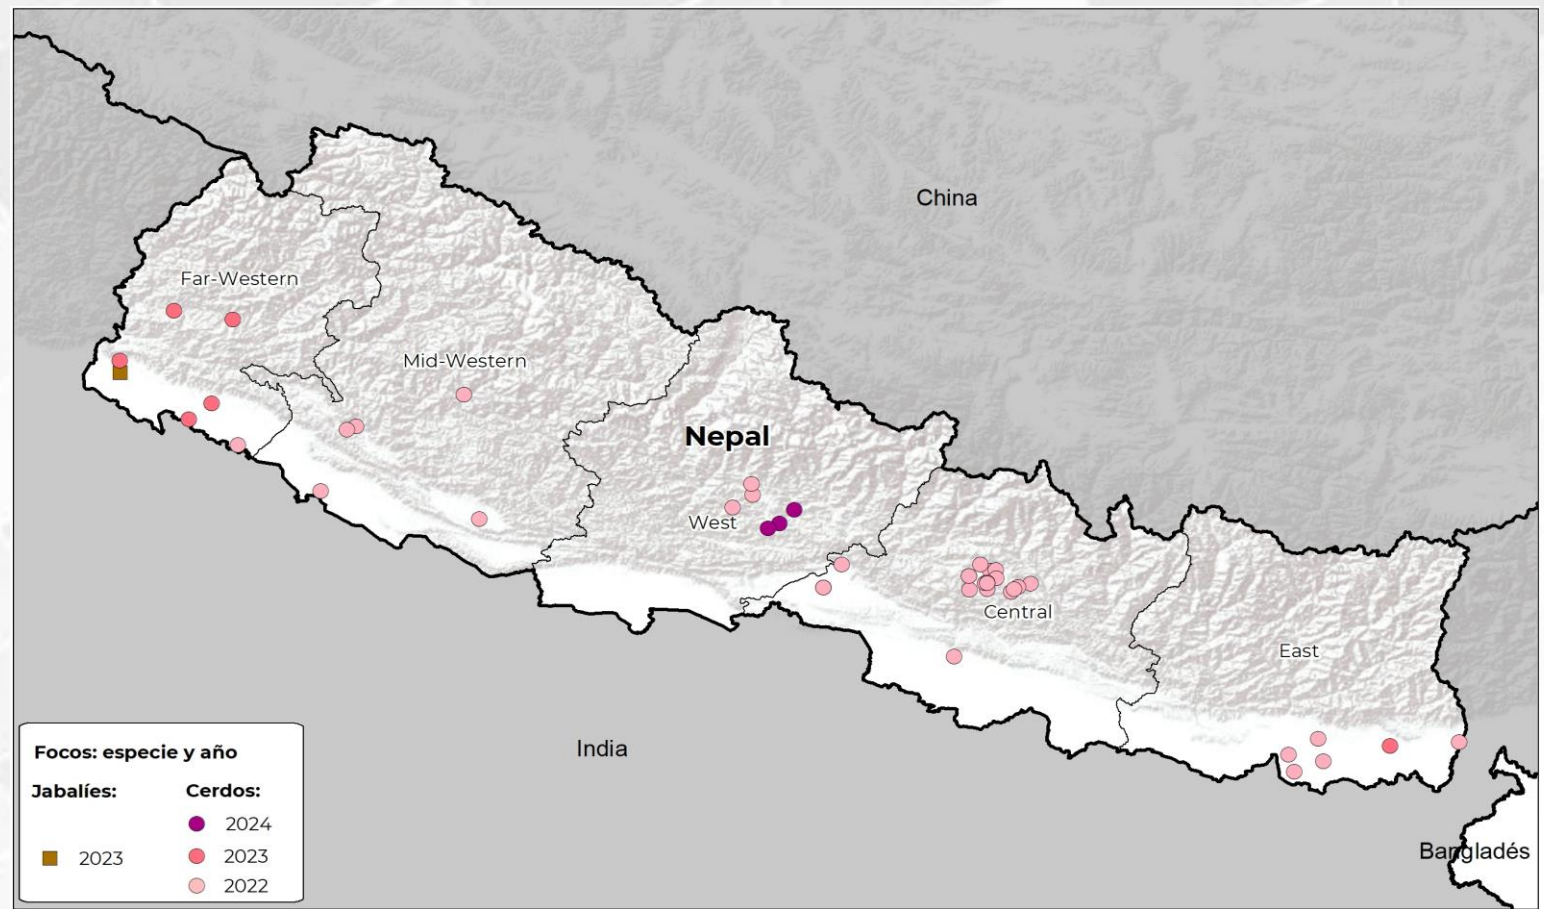 China
Far-Western
Mid-Western
Nepal
West
Central
East
India
Bangladés
Focos: especie y año
Jabalíes: Cerdos:
2024
2023 2023
2022